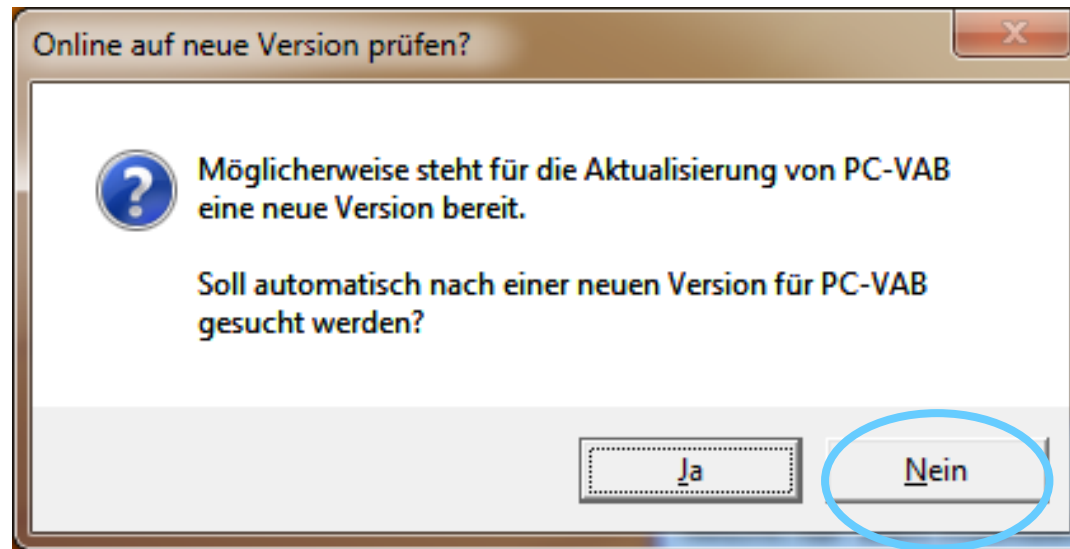 Online auf neue Version prüfen?
Möglicherweise steht für die Aktualisierung von PC-VAB
eine neue Version bereit.
Soll automatisch nach einer neuen Version für PC-VAB
gesucht werden?
Ja
Nein